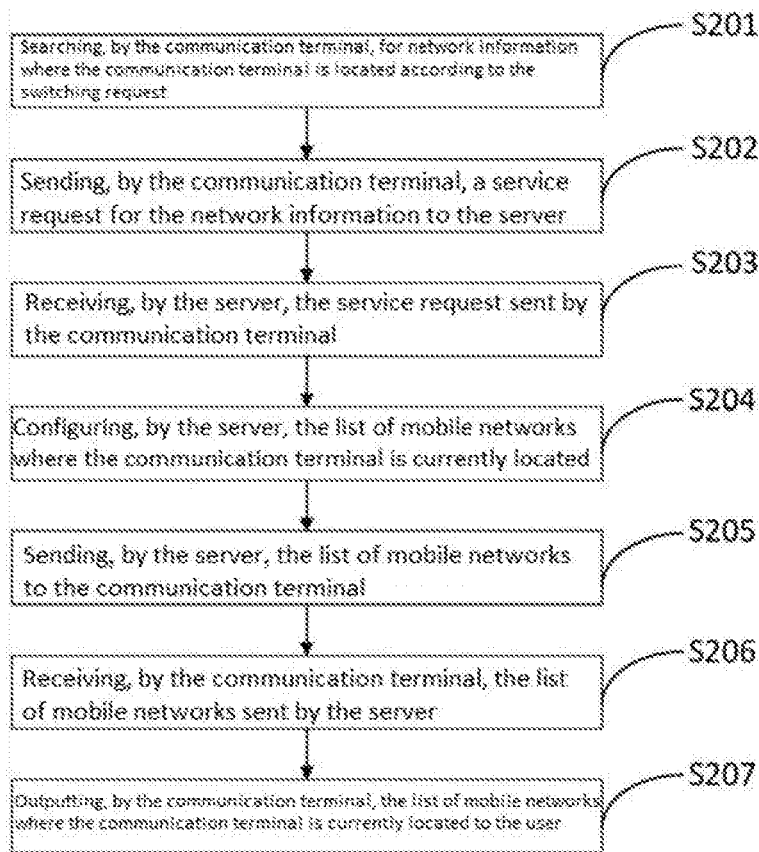 S201
Searching, by the communication terminal, for network information
where the communication terminal is located according to the
switching request
S202
Sending, by the communication terminal, a service
request for the network information to the server
S203
Receiving, by the server, the service request sent by
the communication terminal
S204
Configuring, by the server, the list of mobile networks
where the communication terminal is currently located
S205
Sending, by the server, the list of mobile networks
to the communication terminal
S206
Receiving, by the communication terminal, the list
of mobile networks sent by the server
S207
Outputting, by the communication terminal, the list of mobile networks
where the communication terminal is currently located to the user